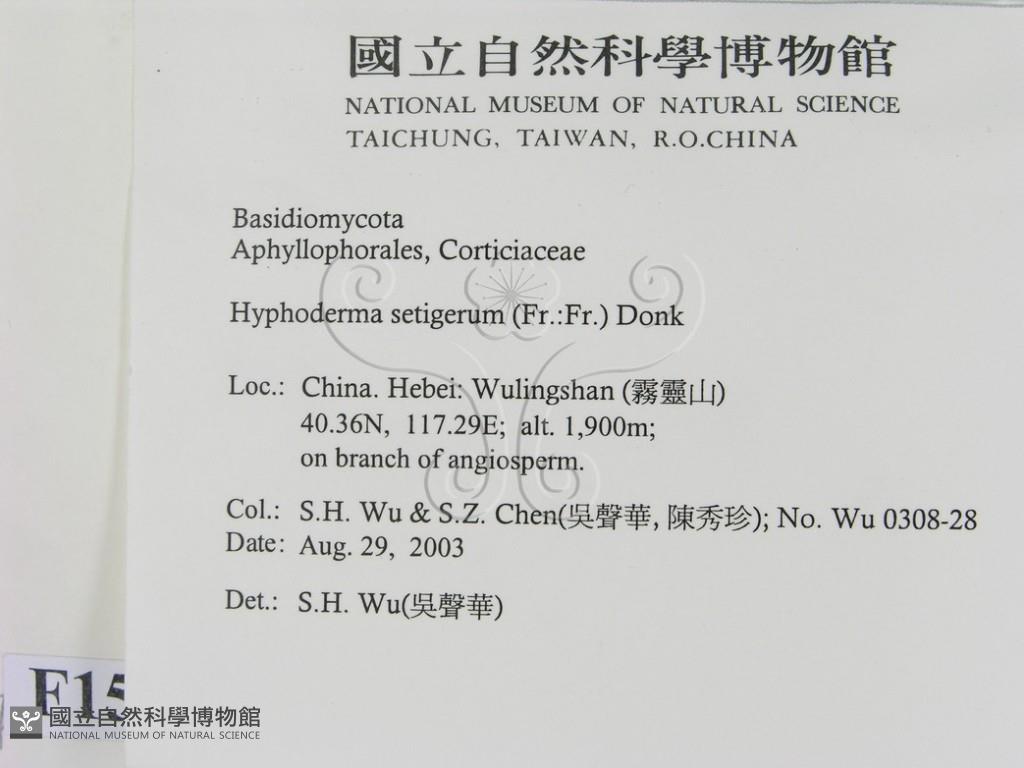 國立自然科學博物館
NATIONAL MUSEUM OF NATURAL SCIENCE
TAICHUNG, TAIWAN, R.O.CHINA
Basidiomycota
Aphyllophorales, Corticiaceae
Hyphoderma setigerum (Fr.:Fr.) Donk
Loc.: China. Hebei: Wulingshan (霧靈山)
40.36N, 117.29E; alt. 1,900m;
on branch of angiosperm.
Col.: S.H. Wu & S.Z. Chen(吳聲華, 陳秀珍); No. Wu 0308-28
Date: Aug. 29, 2003
Det.: S.H. Wu(吳聲華)
F15
國立自然科學博物館
NATIONAL MUSEUM OF NATURAL SCIENCE